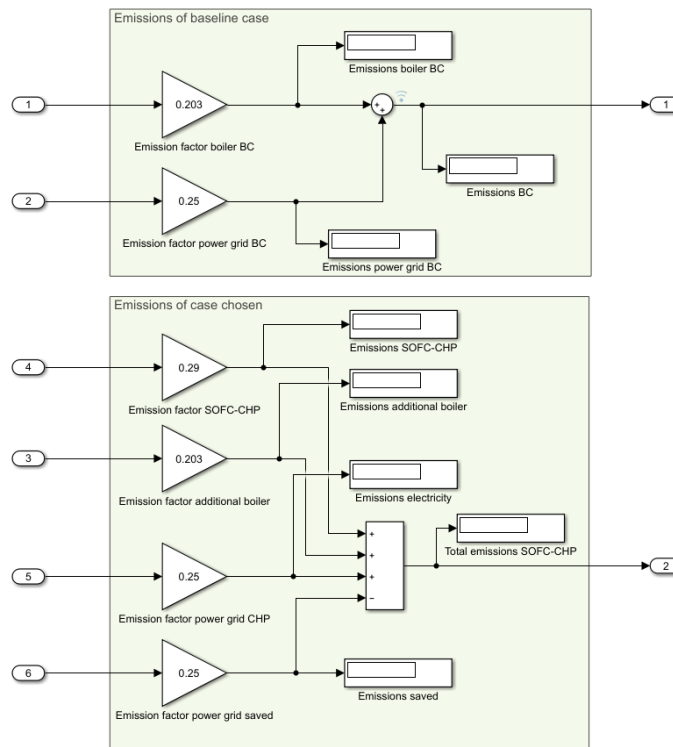 Emissions of baseline case
Emissions boiler BC
1
0.203
+
+
1
Emission factor boiler BC
Emissions BC
2
0.25
Emission factor power grid BC
Emissions power grid BC
Emissions of case chosen
Emissions SOFC-CHP
4
0.29
Emission factor SOFC-CHP
Emissions additional boiler
3
0.203
Emission factor additional boiler
Emissions electricity
+
+
+
−
Total emissions SOFC-CHP
5
0.25
2
Emission factor power grid CHP
6
0.25
Emissions saved
Emission factor power grid saved